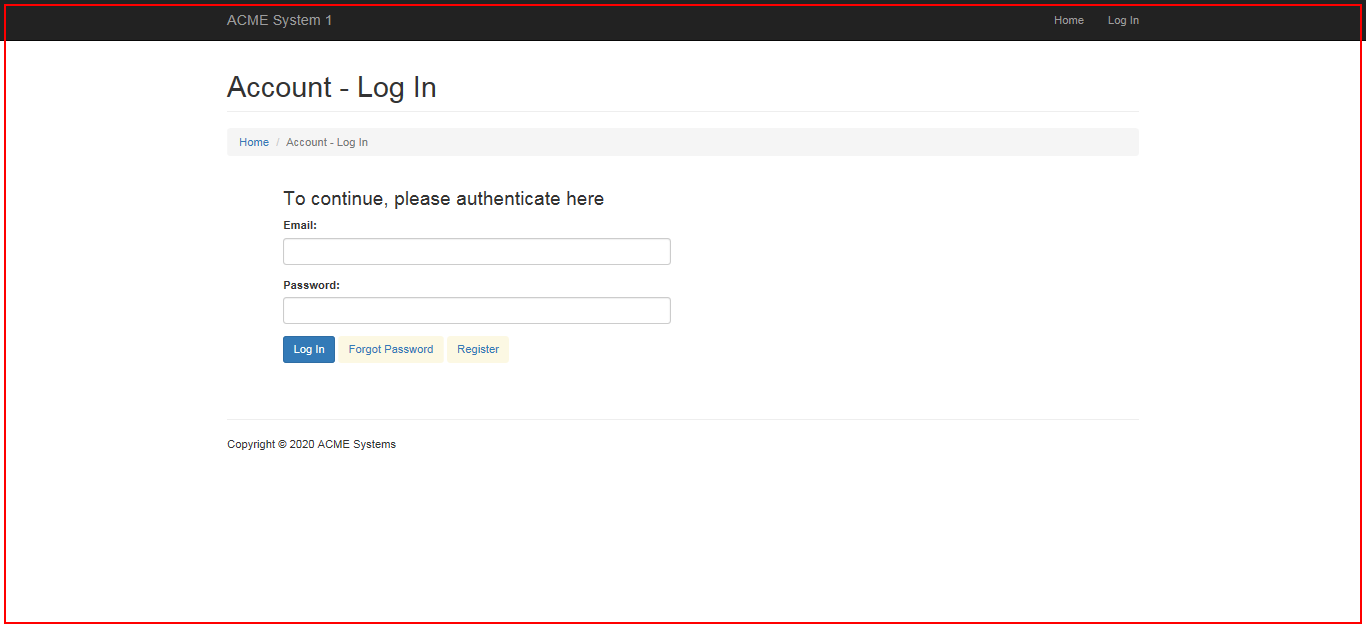 ACME System 1 Home Log In
Account - Log In
Home / Account - Log In
To continue, please authenticate here
Email:
Password:
Log In Forgot Password Register
Copyright © 2020 ACME Systems